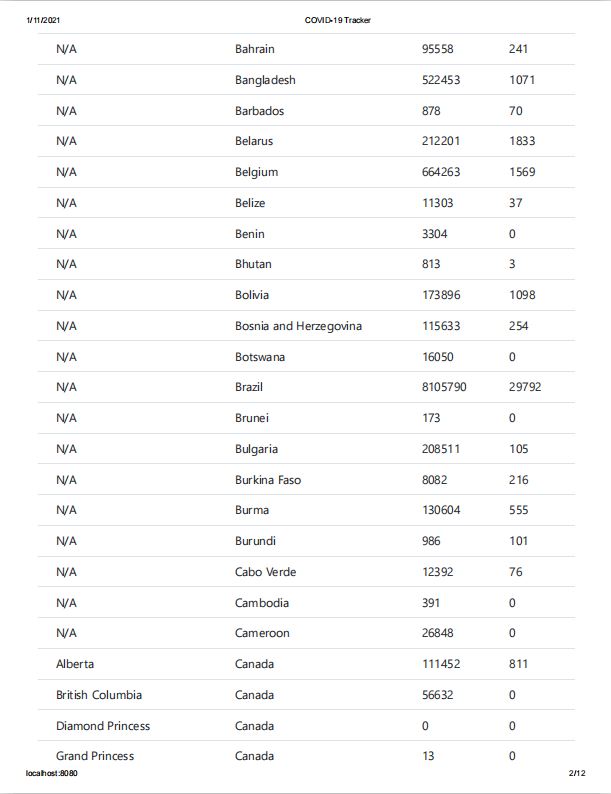 1/11/2021 COVID-19 Tracker
N/A Bahrain 95558 241
N/A Bangladesh 522453 1071
N/A Barbados 878 70
N/A Belarus 212201 1833
N/A Belgium 664263 1569
N/A Belize 11303 37
N/A Benin 3304 0
N/A Bhutan 813 3
N/A Bolivia 173896 1098
N/A Bosnia and Herzegovina 115633 254
N/A Botswana 16050 0
N/A Brazil 8105790 29792
N/A Brunei 173 0
N/A Bulgaria 208511 105
N/A Burkina Faso 8082 216
N/A Burma 130604 555
N/A Burundi 986 101
N/A Cabo Verde 12392 76
N/A Cambodia 391 0
N/A Cameroon 26848 0
Alberta Canada 111452 811
British Columbia Canada 56632 0
Diamond Princess Canada 0 0
Grand Princess Canada 13 0
localhost:8080 2/12